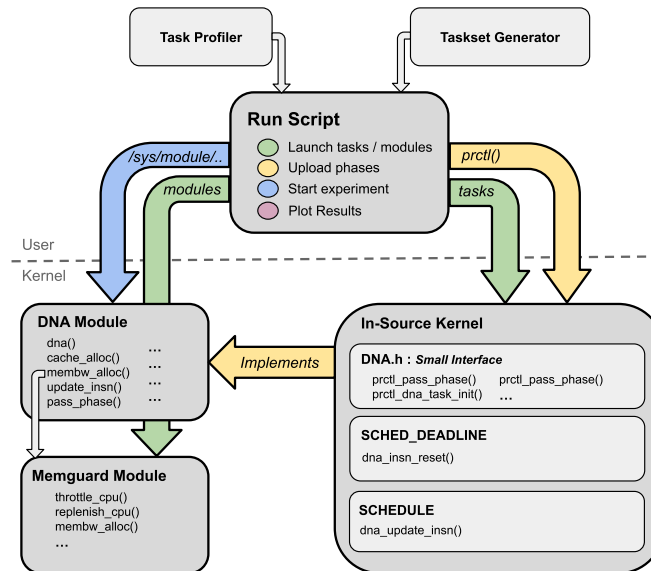 Task Profiler
Taskset Generator
Run Script
Launch tasks / modules
Upload phases
Start experiment
Plot Results
/sys/module/..
modules
prctl()
tasks
User
Kernel
DNA Module
dna()
cache_alloc()
membw_alloc()
update_insn()
pass_phase()
...
...
...
...
Implements
In-Source Kernel
DNA.h : Small Interface
prctl_pass_phase() prctl_pass_phase()
prctl_dna_task_init() ...
SCHED_DEADLINE
dna_insn_reset()
SCHEDULE
dna_update_insn()
Memguard Module
throttle_cpu()
replenish_cpu()
membw_alloc()
...